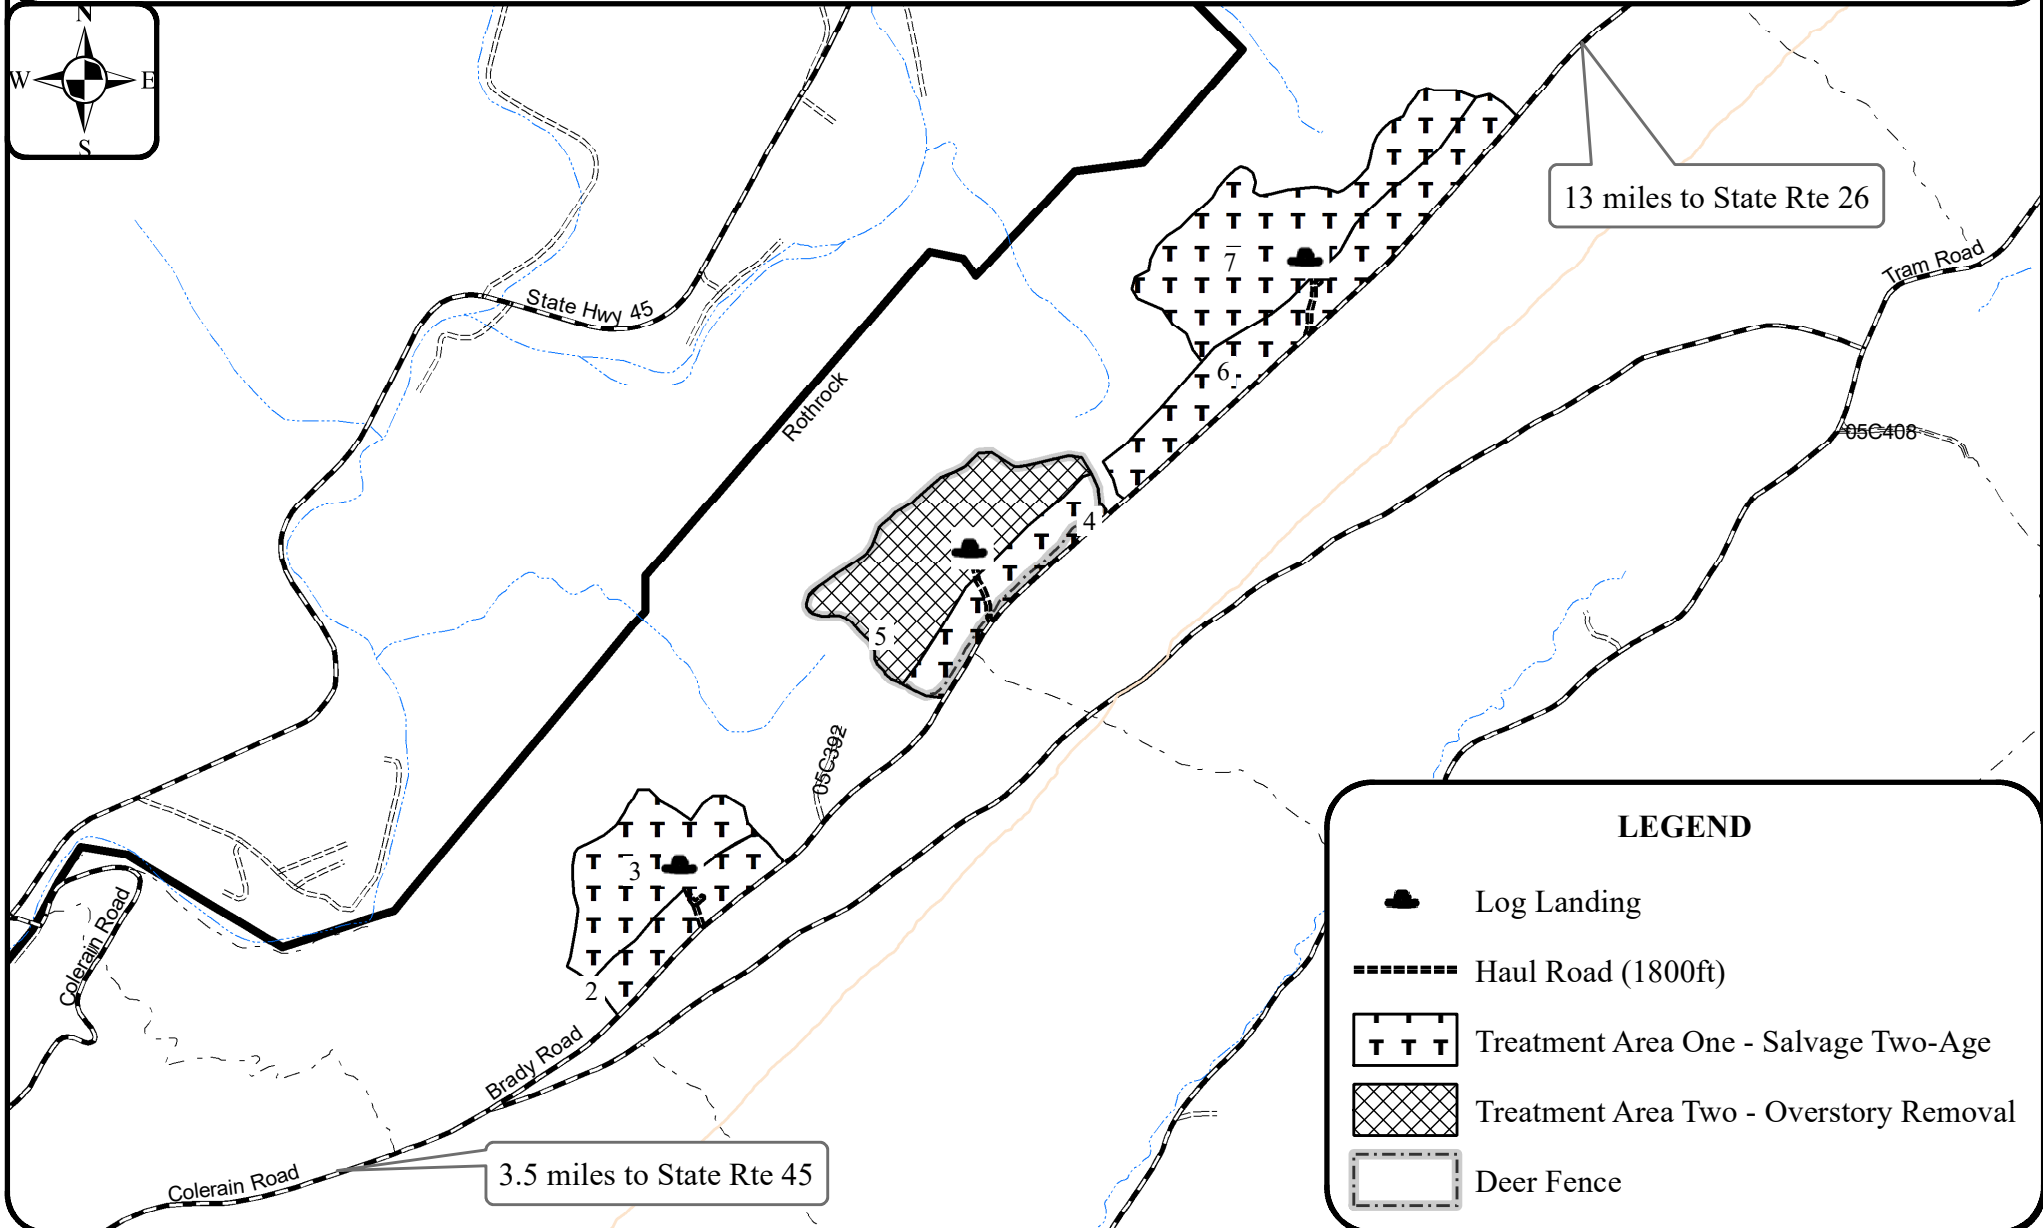 N
W E
S
State Hwy 45
13 miles to State Rte 26
Tram Road
7
6
Rothrock
05C408
4
5
05C392
3
2
Colerain Road
Brady Road
3.5 miles to State Rte 45
Colerain Road
LEGEND
Log Landing
Haul Road (1800ft)
Treatment Area One - Salvage Two-Age
Treatment Area Two - Overstory Removal
Deer Fence